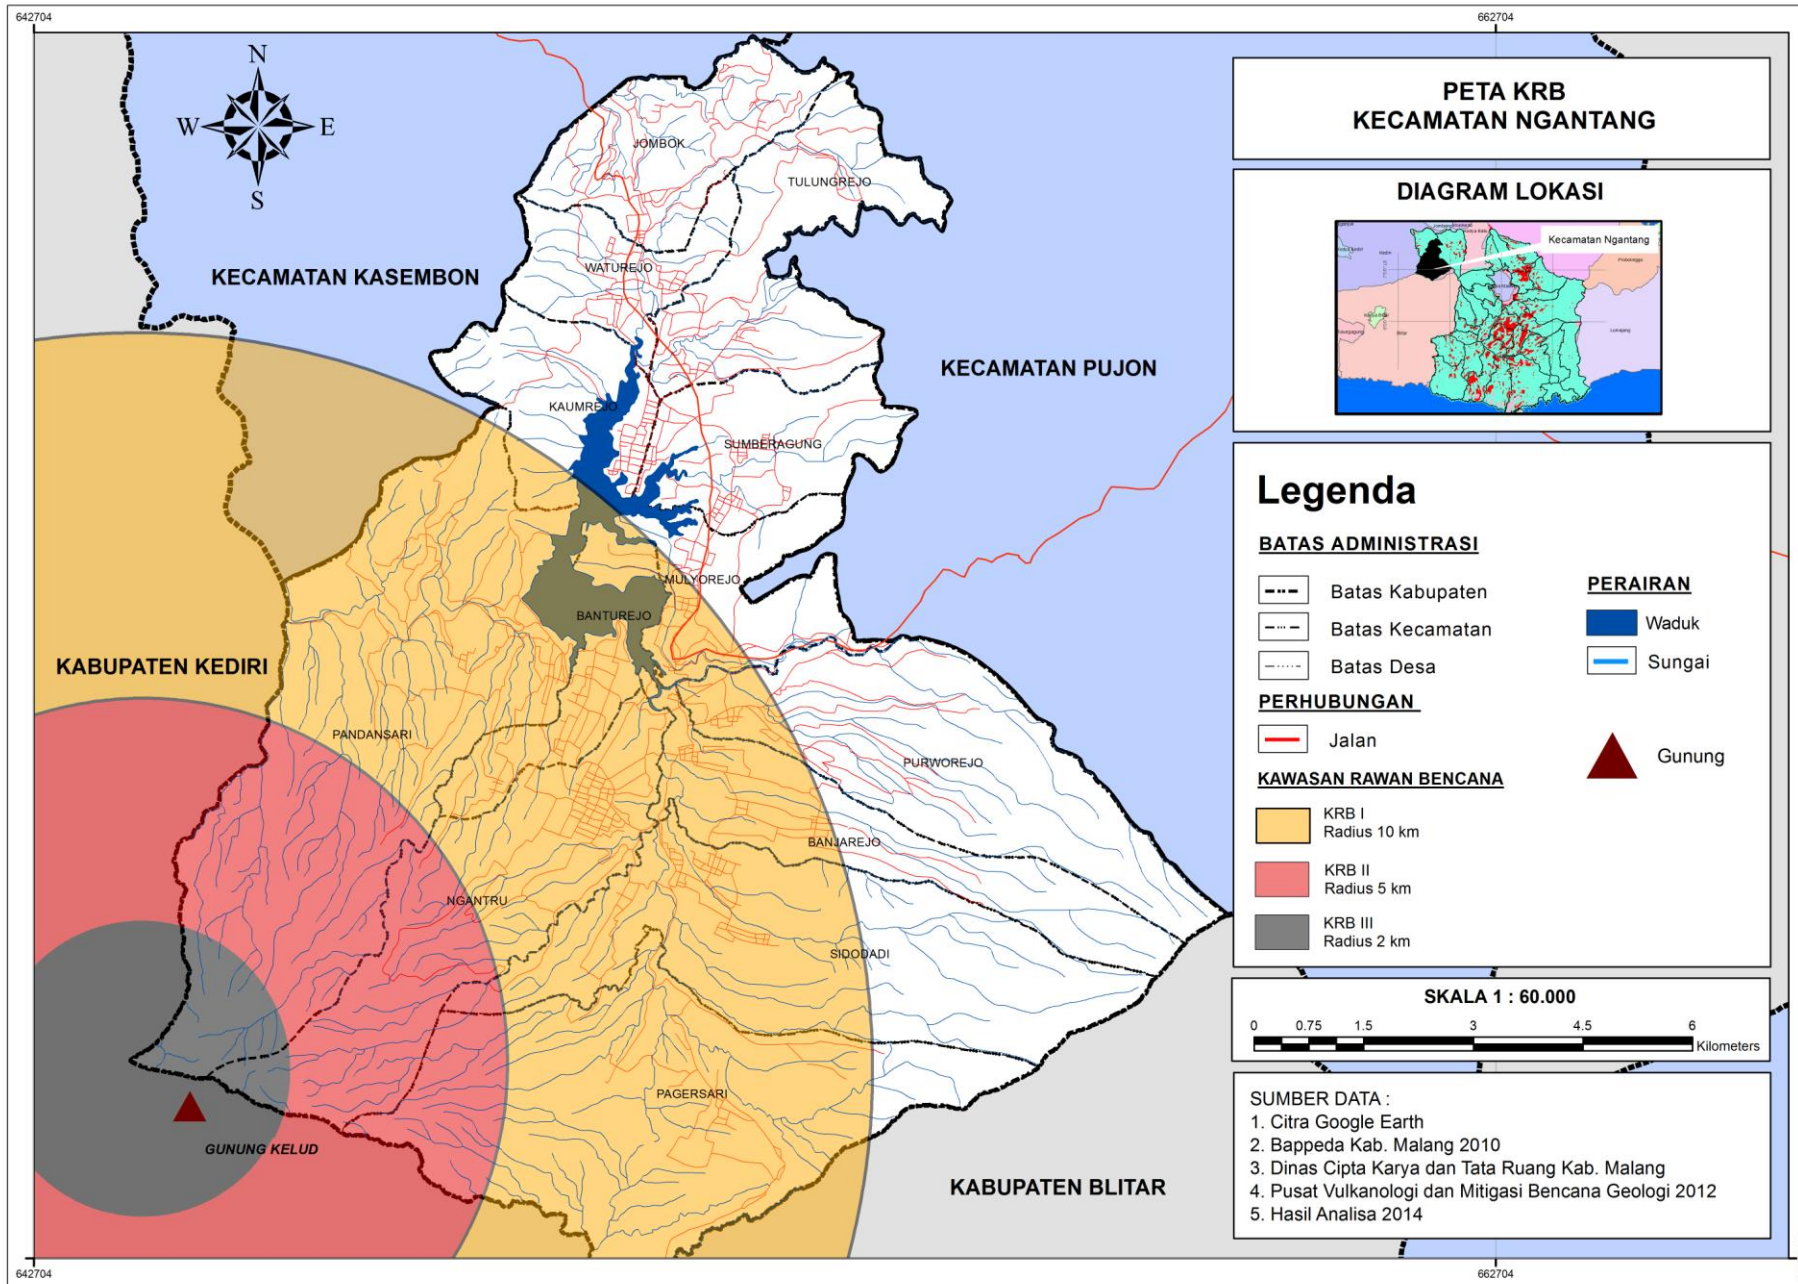 642704
662704
N
W
E
S
PETA KRB
KECAMATAN NGANTANG
DIAGRAM LOKASI
Kecamatan Ngantang
JOMBOK
TULUNGREJO
KECAMATAN KASEMBON
WATUREJO
KECAMATAN PUJON
KAUMREJO
SUMBERAGUNG
MULYOREJO
BANTUREJO
KABUPATEN KEDIRI
PANDANSARI
PURWOREJO
BANJAREJO
NGANTRU
SIDODADI
PAGERSARI
GUNUNG KELUD
KABUPATEN BLITAR
Legenda
BATAS ADMINISTRASI
Batas Kabupaten
Batas Kecamatan
Batas Desa
PERHUBUNGAN
Jalan
KAWASAN RAWAN BENCANA
KRB I
Radius 10 km
KRB II
Radius 5 km
KRB III
Radius 2 km
PERAIRAN
Waduk
Sungai
Gunung
SKALA 1 : 60.000
0 0.75 1.5 3 4.5 6
Kilometers
SUMBER DATA :
1. Citra Google Earth
2. Bappeda Kab. Malang 2010
3. Dinas Cipta Karya dan Tata Ruang Kab. Malang
4. Pusat Vulkanologi dan Mitigasi Bencana Geologi 2012
5. Hasil Analisa 2014
642704
662704